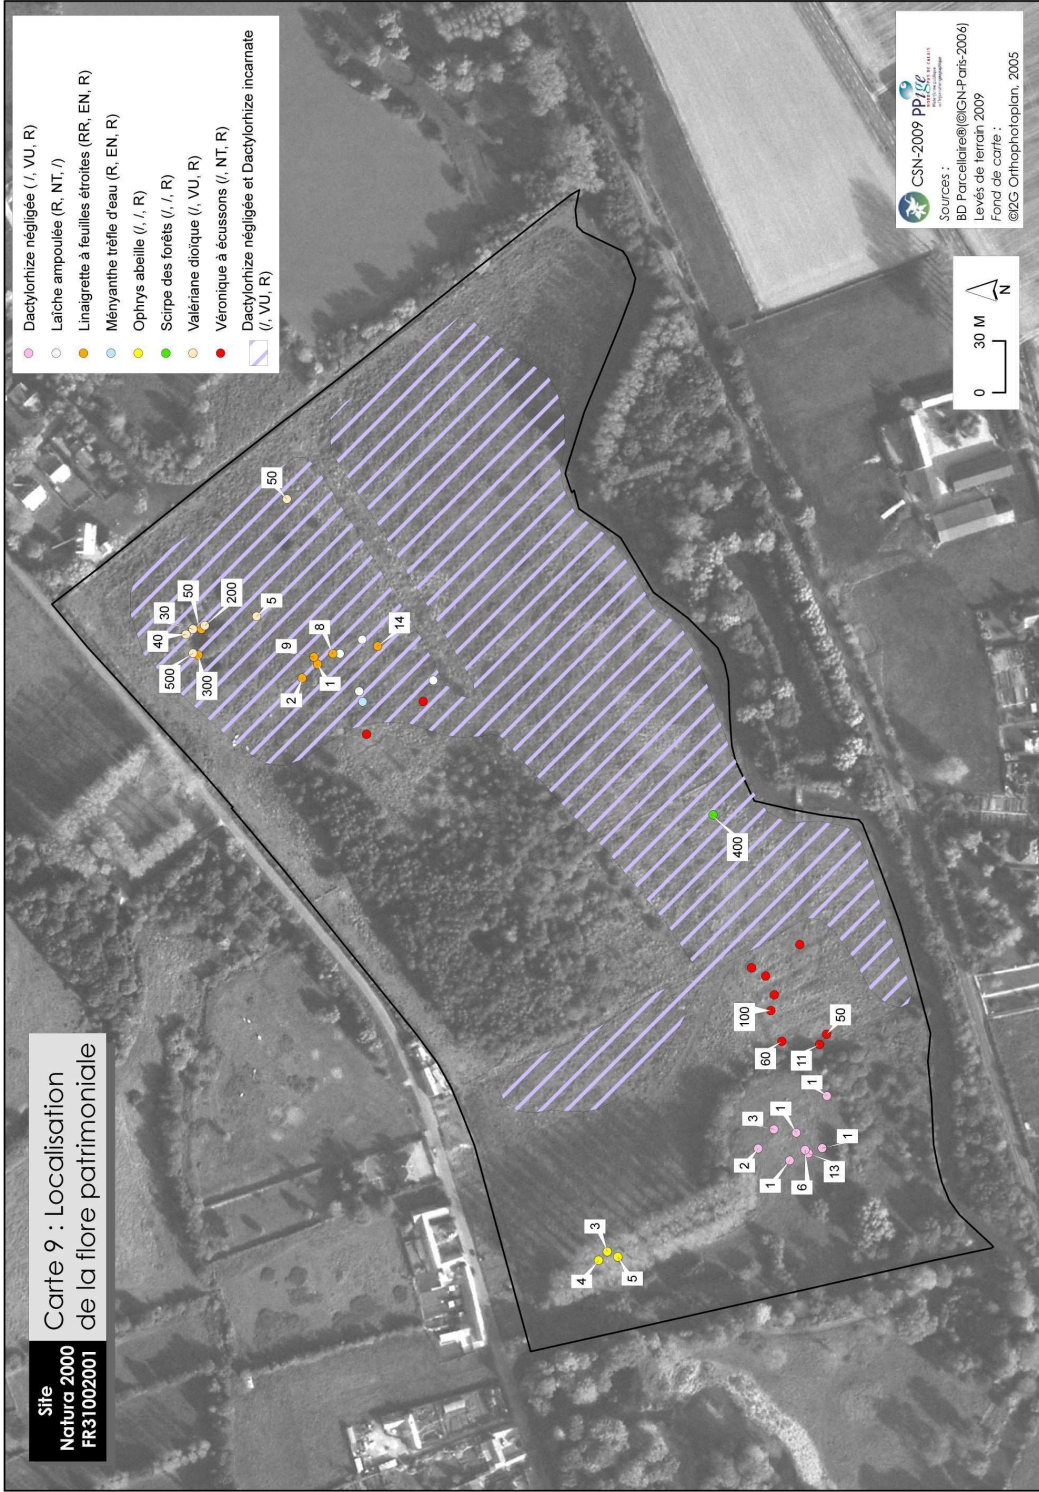 Site
Natura 2000
FR31002001
Carte 9 : Localisation
de la flore patrimoniale
Dactylorhize négligée ( /, VU, R)
Laîche ampoulée (R, NT, /)
Linaigrette à feuilles étroites (RR, EN, R)
Ményanthe trèfle d'eau (R, EN, R)
Ophrys abeille (/, /, R)
Scirpe des forêts (/, /, R)
Valériane dioïque (/, VU, R)
Véronique à écussons (/, NT, R)
Dactylorhize négligée et Dactylorhize incarnate
(/, VU, R)
40
30
50
200
500
300
5
50
2
9
1
8
14
400
100
60
11
50
1
3
1
2
1
6
13
1
4
3
5
0 30 M
N
CSN-2009 PPIge
Sources :
BD Parcellaire®(©IGN-Paris-2006)
Levés de terrain 2009
Fond de carte :
©I2G Orthophotoplan, 2005